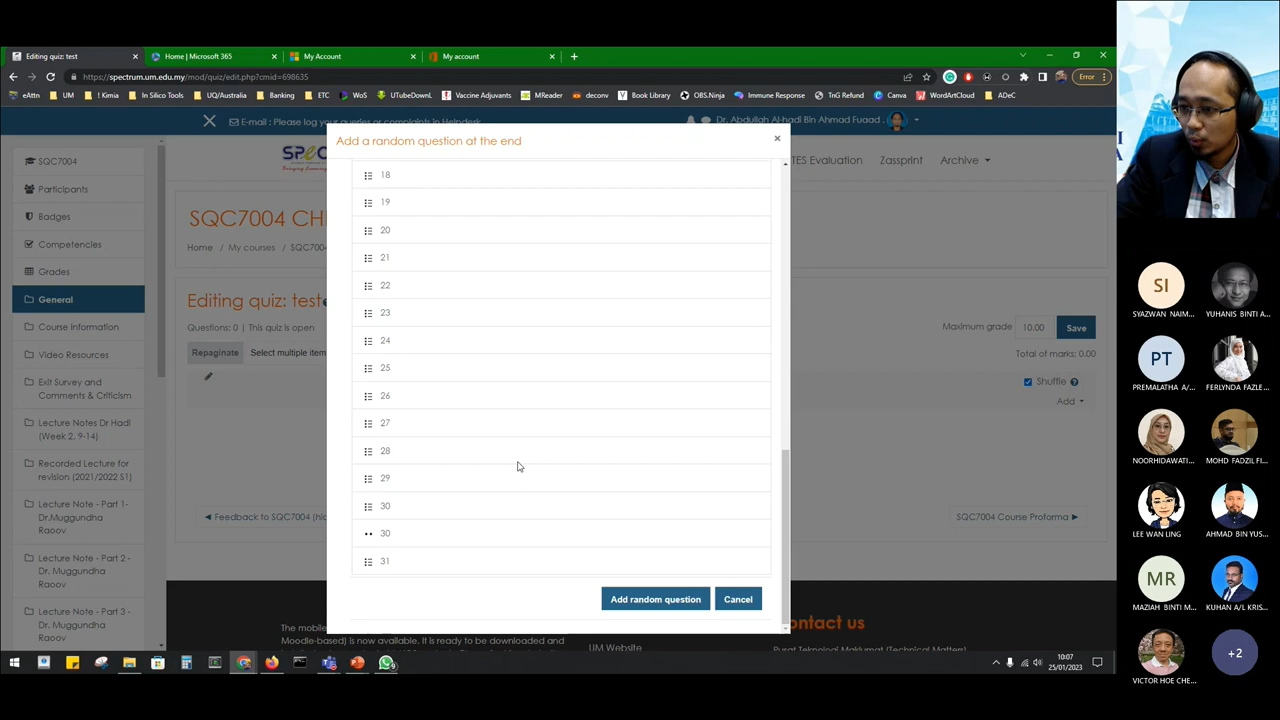 Editing quiz: test
Home | Microsoft 365
My Account
My account
https://spectrum.um.edu.my/mod/quiz/edit.php?cmid=698635
Error
eAttn
UM
! Kimia
In Silico Tools
UQ/Australia
Banking
ETC
WoS
UTubeDownL
Vaccine Adjuvants
MReader
deconv
Book Library
OBS.Ninja
Immune Response
TnG Refund
Canva
WordArtCloud
ADeC
E-mail : Please log your queries or complaints in Helpdesk
Dr. Abdullah Al-hadi Bin Ahmad Fuaad .
Add a random question at the end
TES Evaluation
Zassprint
Archive
SQC7004
Participants
Badges
Competencies
Grades
General
Course Information
Video Resources
Exit Survey and
Comments & Criticism
Lecture Notes Dr Hadi
(Week 2, 9-14)
Recorded Lecture for
revision (2021/2022 S1)
Lecture Note - Part 1-
Dr.Muggundha
Raoov
Lecture Note - Part 2 -
Dr. Muggundha
Raoov
Lecture Note - Part 3 -
Dr. Muggundha
Raoov
SQC7004 CH
Home / My courses / SQC700
Editing quiz: test
Questions: 0 | This quiz is open
Repaginate
Select multiple item
Maximum grade
10.00
Save
Total of marks: 0.00
Shuffle
Add
18
19
20
21
22
23
24
25
26
27
28
29
30
30
31
Add random question
Cancel
◄ Feedback to SQC7004 (hi
SQC7004 Course Proforma ►
The mobile
Moodle-based) is now available. It is ready to be downloaded and
UM Website
ontact us
Pusat Teknologi Maklumat (Technical Matters)
10:07
25/01/2023
SI
SYAZWAN NAIM...
YUHANIS BINTI A...
PT
PREMALATHA A/...
FERLYNDA FAZLE...
NOORHIDAWATI...
MOHD FADZIL FI...
LEE WAN LING
AHMAD BIN YUS...
MR
MAZIAH BINTI M...
KUHAN A/L KRIS...
VICTOR HOE CHE...
+2